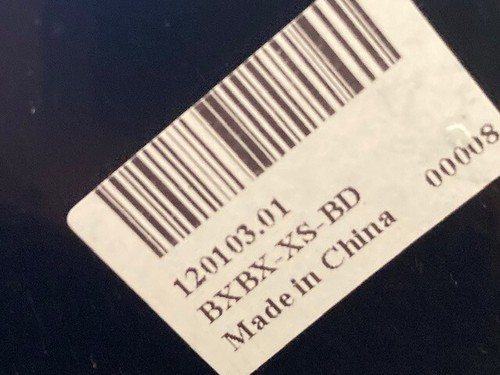 120103.01
BXBX-XS-BD
Made in China
00008